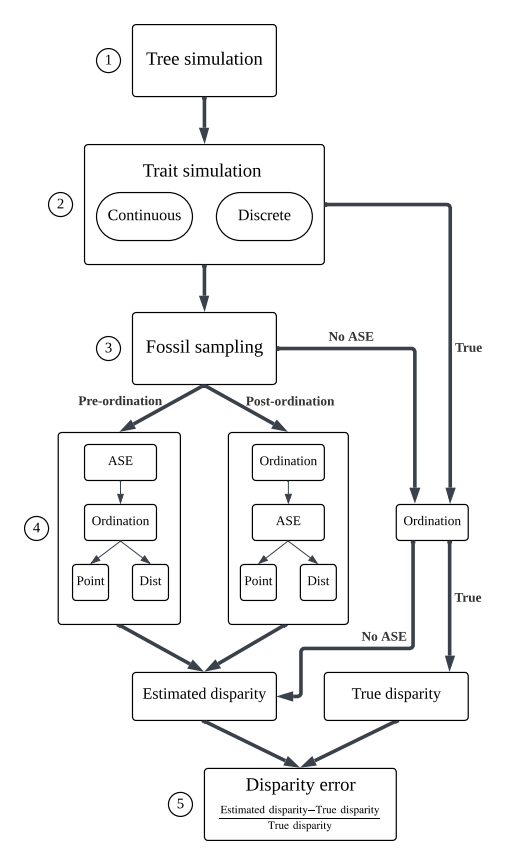 1
Tree simulation
Trait simulation
2
Continuous
Discrete
3
Fossil sampling
No ASE
True
Pre-ordination
Post-ordination
4
ASE
Ordination
Point
Dist
Ordination
ASE
Point
Dist
Ordination
No ASE
True
Estimated disparity
True disparity
5
Disparity error
Estimated disparity−True disparity
True disparity